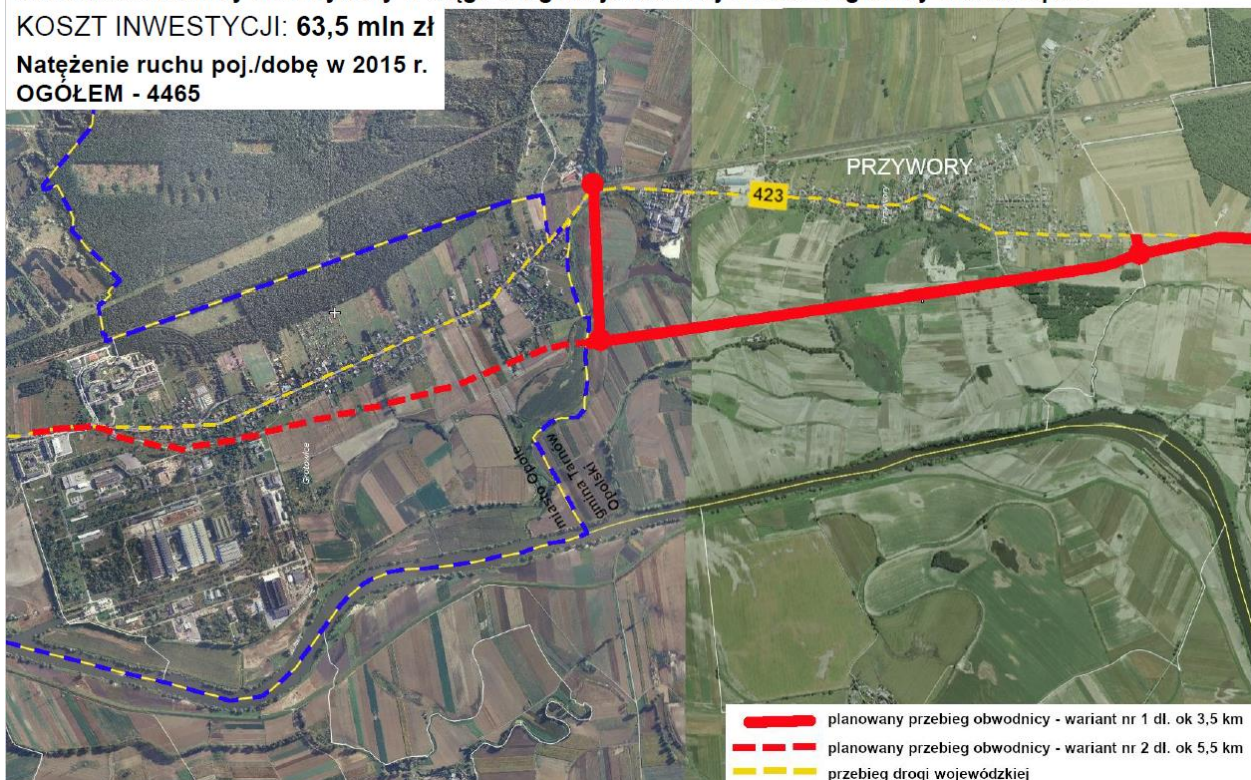 KOSZT INWESTYCJI: 63,5 mln zł
Natężenie ruchu poj./dobę w 2015 r.
OGÓŁEM - 4465
PRZYWORY
423
Grotowice
miasto Opole
gmina Tarnów
Opolski
planowany przebieg obwodnicy - wariant nr 1 dł. ok 3,5 km
planowany przebieg obwodnicy - wariant nr 2 dł. ok 5,5 km
przebieg drogi wojewódzkiej